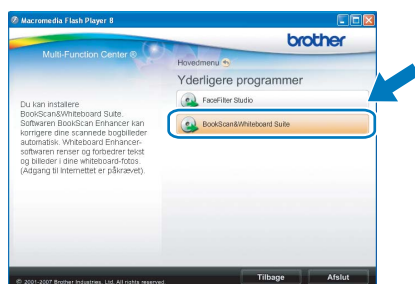 Macromedia Flash Player 8
brother
Multi-Function Center ®
Hovedmenu
Yderligere programmer
FaceFilter Studio
BookScan&Whiteboard Suite
Du kan installere
BookScan&Whiteboard Suite.
Softwaren BookScan Enhancer kan
korrigere dine scannede bogbilleder
automatisk. Whiteboard Enhancer-
softwaren renser og forbedrer tekst
og billeder i dine whiteboard-fotos.
(Adgang til Internettet er påkrævet).
© 2001-2007 Brother Industries, Ltd. All rights reserved.
Tilbage
Afslut